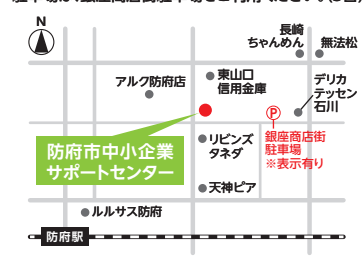 N
長崎
ちゃんめん
無法松
アルク防府店
東山口
信用金庫
デリカ
テッセン
石川
P
銀座商店街
駐車場
※表示有り
防府市中小企業
サポートセンター
リビンズ
タネダ
天神ピア
ルルサス防府
防府駅